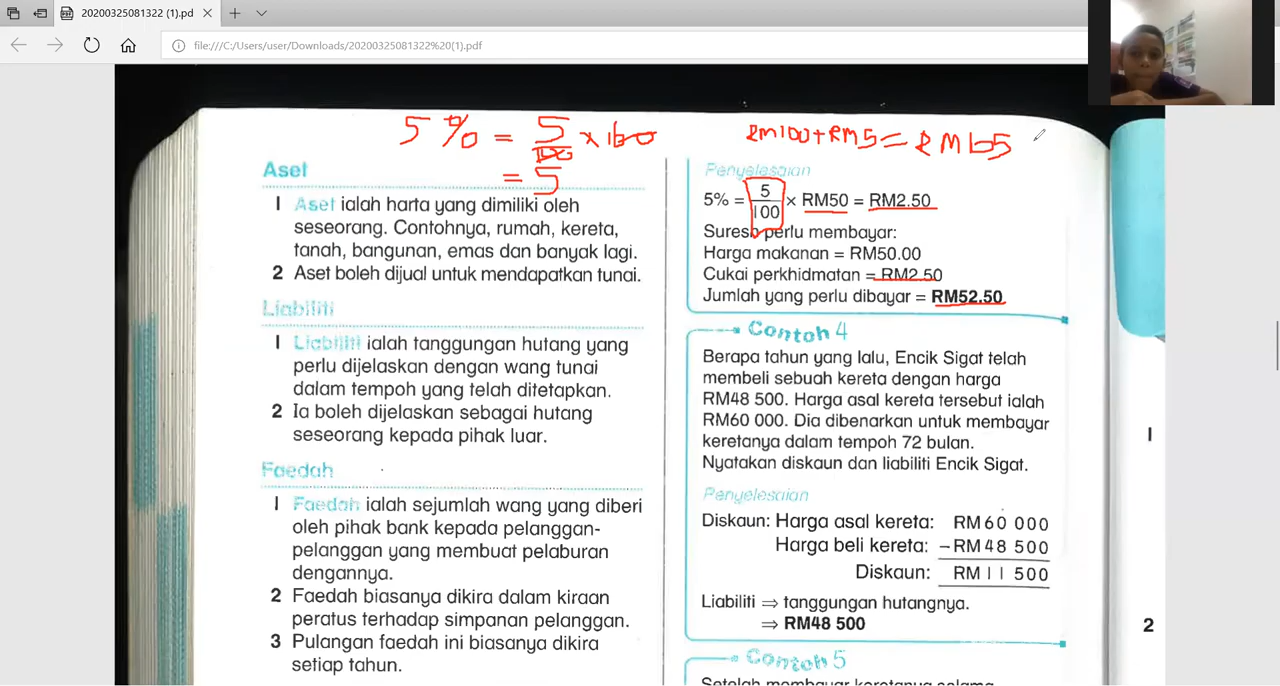 20200325081322 (1).pd
file:///C:/Users/user/Downloads/20200325081322%20(1).pdf
5 % = 5/100 × 100
= 5
RM100+RM5=RM105
Aset
1 Aset ialah harta yang dimiliki oleh
seseorang. Contohnya, rumah, kereta,
tanah, bangunan, emas dan banyak lagi.
2 Aset boleh dijual untuk mendapatkan tunai.
Liabiliti
1 Liabiliti ialah tanggungan hutang yang
perlu dijelaskan dengan wang tunai
dalam tempoh yang telah ditetapkan.
2 Ia boleh dijelaskan sebagai hutang
seseorang kepada pihak luar.
Faedah
1 Faedah ialah sejumlah wang yang diberi
oleh pihak bank kepada pelanggan-
pelanggan yang membuat pelaburan
dengannya.
2 Faedah biasanya dikira dalam kiraan
peratus terhadap simpanan pelanggan.
3 Pulangan faedah ini biasanya dikira
setiap tahun.
Penyelesaian
5% = 5/100 × RM50 = RM2.50
Suresh perlu membayar:
Harga makanan = RM50.00
Cukai perkhidmatan = RM2.50
Jumlah yang perlu dibayar = RM52.50
Contoh 4
Berapa tahun yang lalu, Encik Sigat telah
membeli sebuah kereta dengan harga
RM48 500. Harga asal kereta tersebut ialah
RM60 000. Dia dibenarkan untuk membayar
keretanya dalam tempoh 72 bulan.
Nyatakan diskaun dan liabiliti Encik Sigat.
Penyelesaian
Diskaun: Harga asal kereta: RM60 000
Harga beli kereta: –RM48 500
Diskaun: RM11 500
Liabiliti ⇒ tanggungan hutangnya.
⇒ RM48 500
Contoh 5
Setelah membayar keretanya selama
1
2